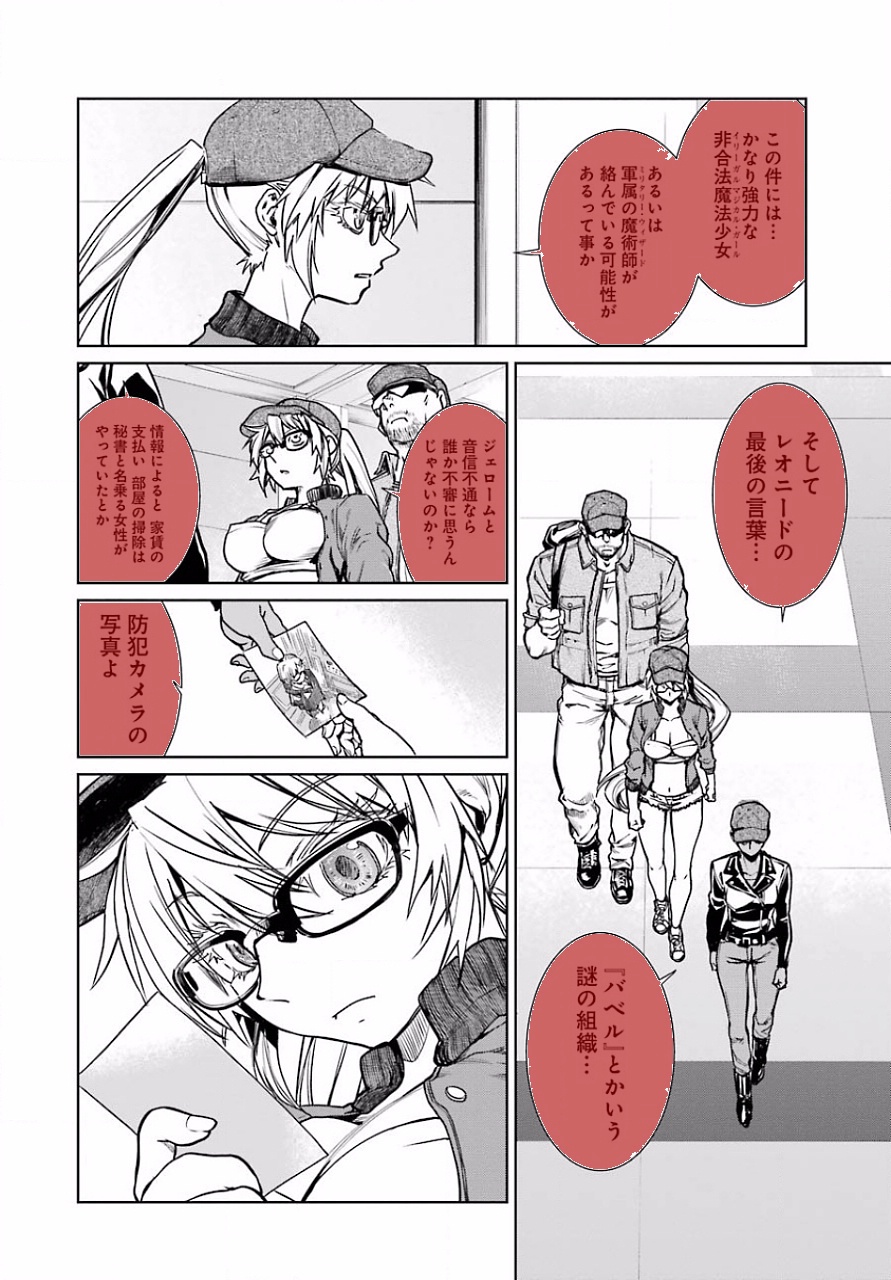 この件には…
かなり強力な
非合法魔法少女
イリーガルマジカル・ガール
あるいは
軍属の魔術師が
ミリタリー・ウィザード
絡んでいる可能性が
あるって事か
そして
レオニードの
最後の言葉…
『バベル』とかいう
謎の組織…
ジェロームと
音信不通なら
誰か不審に思うん
じゃないのか?
情報によると 家賃の
支払い 部屋の掃除は
秘書と名乗る女性が
やっていたとか
防犯カメラの
写真よ